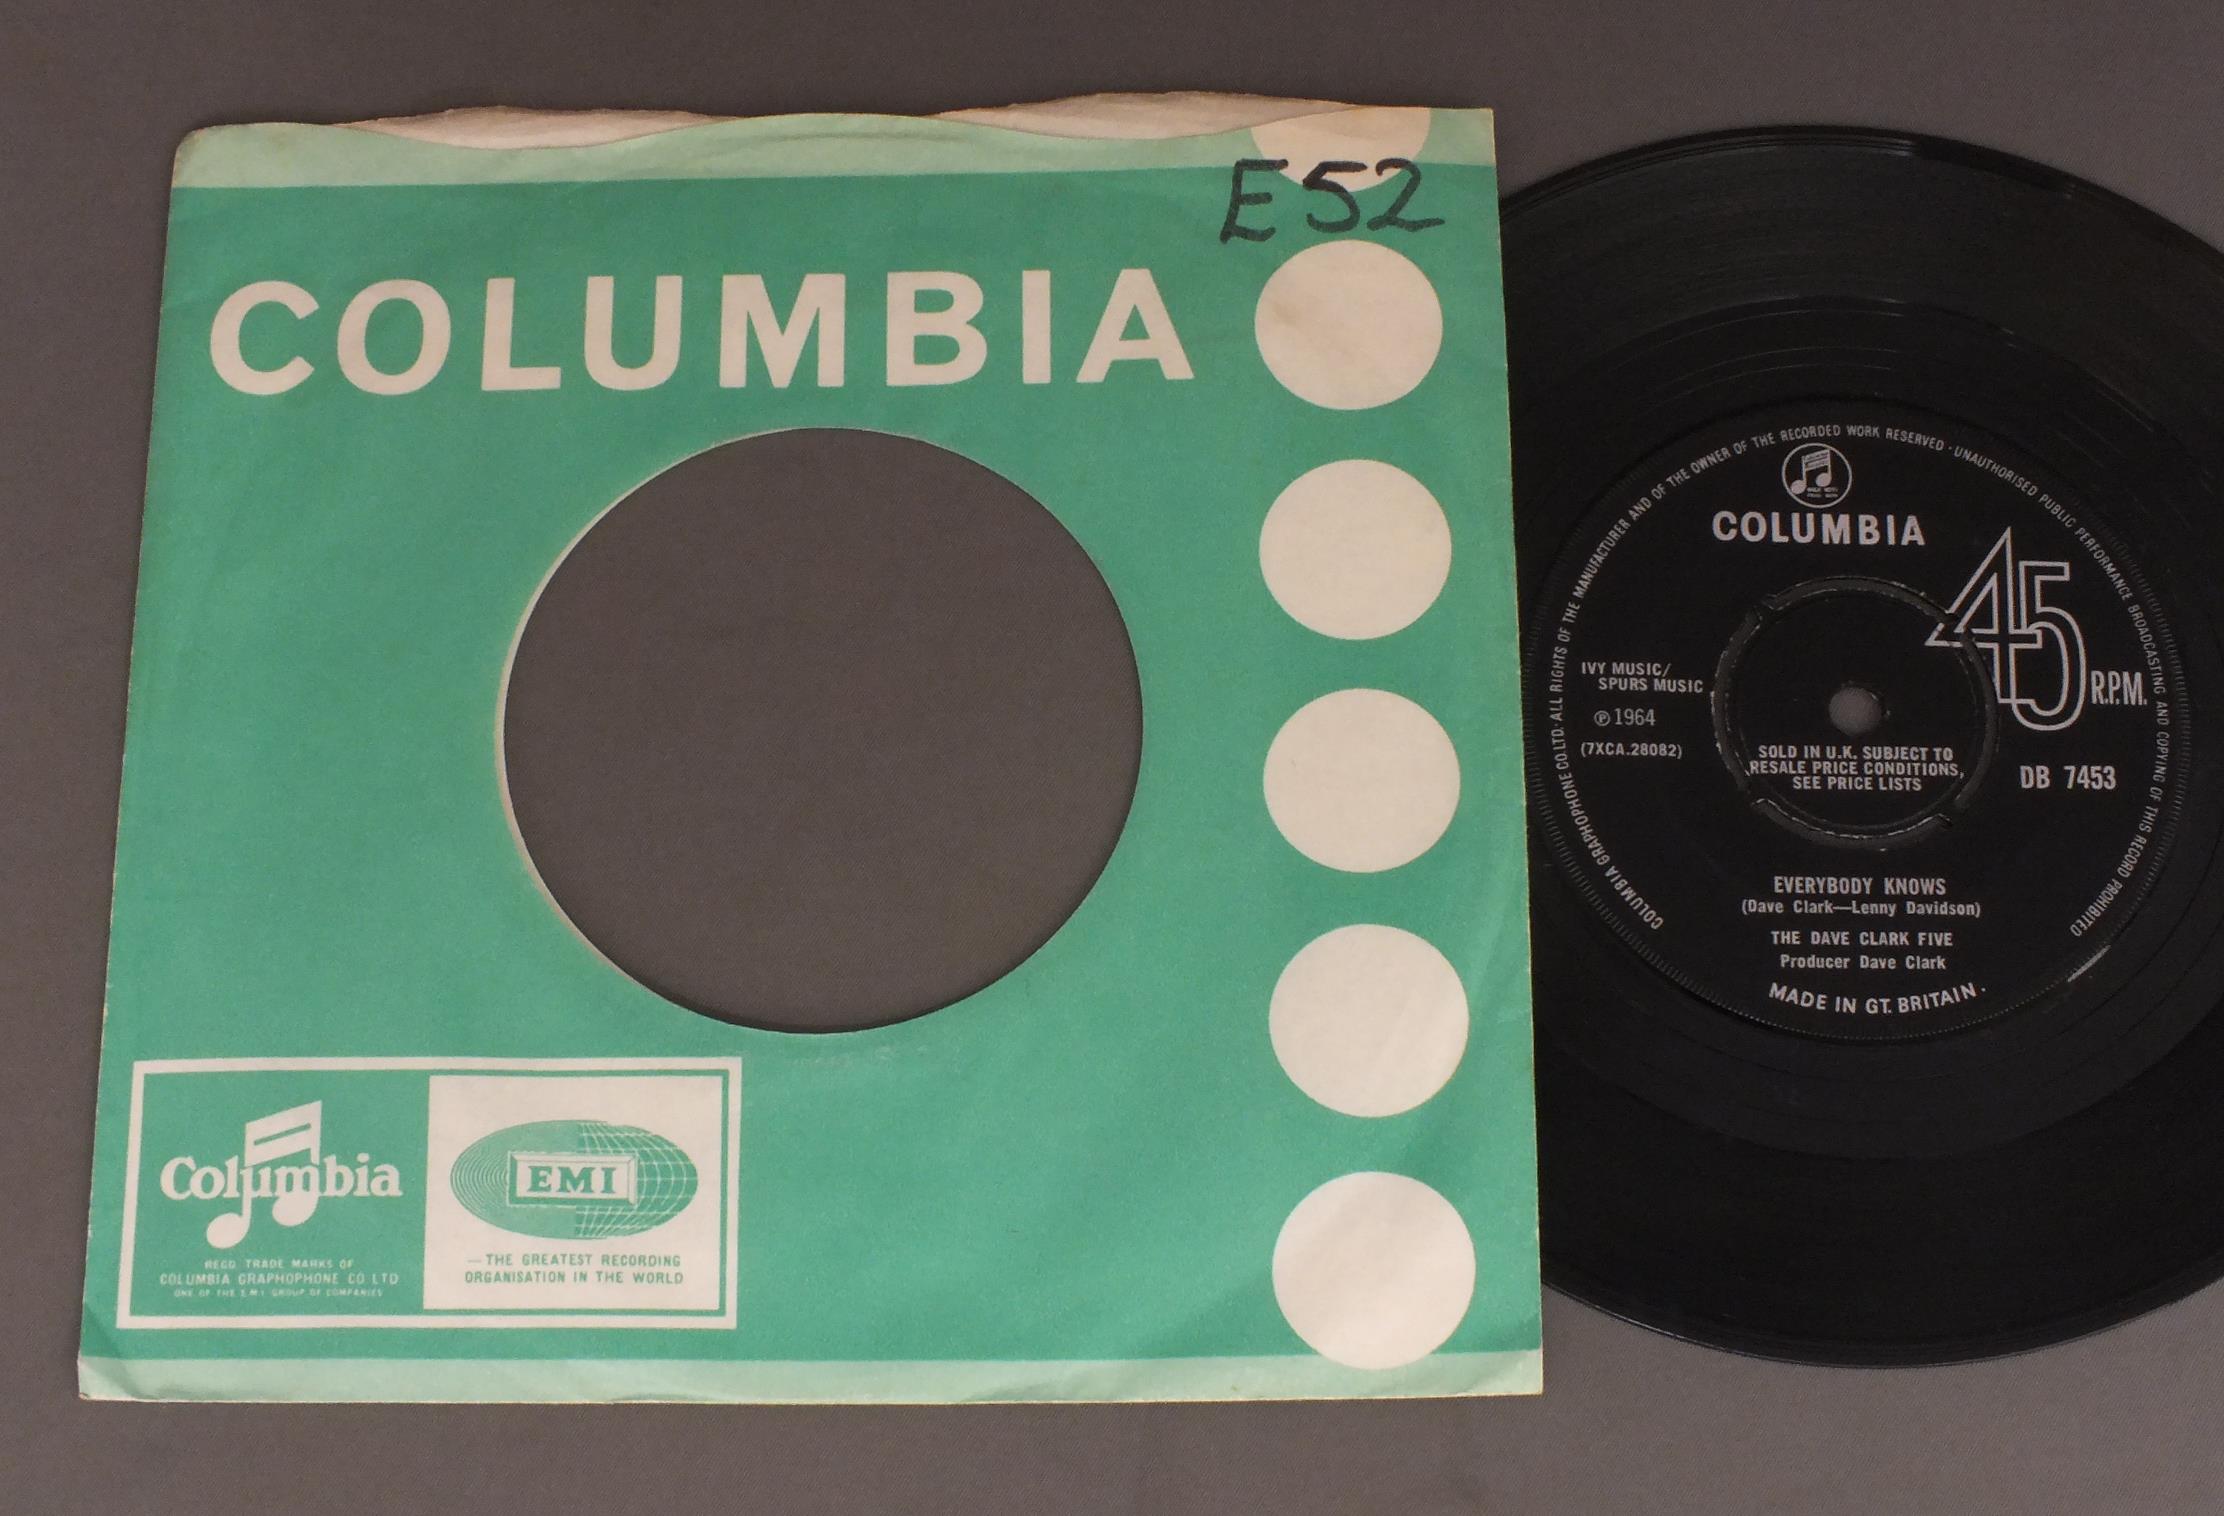 E52
COLUMBIA
Columbia
REGD. TRADE MARKS OF
COLUMBIA GRAPHOPHONE CO LTD
ONE OF THE E.M.I GROUP OF COMPANIES
EMI
—THE GREATEST RECORDING
ORGANISATION IN THE WORLD
COLUMBIA GRAPHOPHONE CO. LTD. · ALL RIGHTS OF THE MANUFACTURER AND OF THE OWNER OF THE RECORDED WORK RESERVED · UNAUTHORISED PUBLIC PERFORMANCE BROADCASTING AND COPYING OF THIS RECORD PROHIBITED
COLUMBIA
45
R.P.M.
IVY MUSIC/
SPURS MUSIC
℗ 1964
(7XCA.28082)
SOLD IN U.K. SUBJECT TO
RESALE PRICE CONDITIONS,
SEE PRICE LISTS
DB 7453
EVERYBODY KNOWS
(Dave Clark—Lenny Davidson)
THE DAVE CLARK FIVE
Producer Dave Clark
MADE IN GT. BRITAIN.